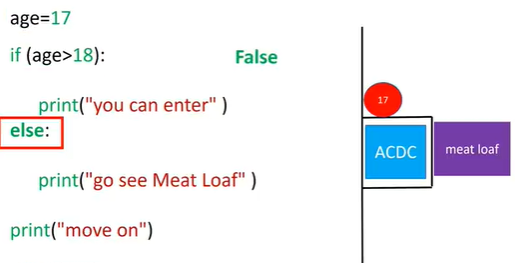 age=17
if (age>18):
False
print("you can enter" )
else:
print("go see Meat Loaf" )
print("move on")
17
ACDC
meat loaf